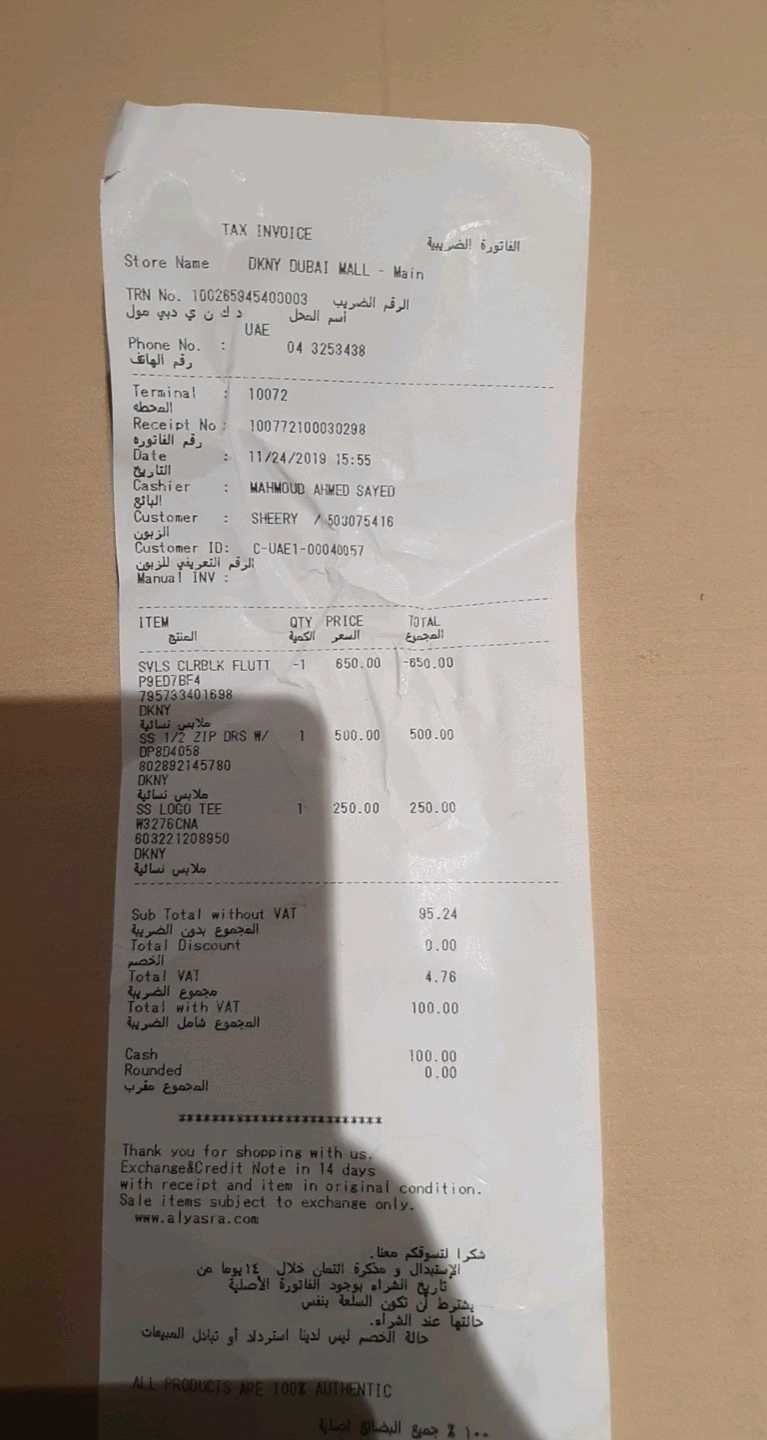 TAX INVOICE الفاتورة الضريبية
Store Name DKNY DUBAI MALL - Main
TRN No. 100265945400003 الرقم الضريب
أسم المحل د ك ن ي دبي مول
UAE
Phone No. : 04 3253438
رقم الهاتف
Terminal : 10072
المحطه
Receipt No : 100772100030298
رقم الفاتوره
Date : 11/24/2019 15:55
التاريخ
Cashier : MAHMOUD AHMED SAYED
البائع
Customer : SHEERY / 503075416
الزبون
Customer ID: C-UAE1-00040057
الرقم التعريفي للزبون
Manual INV :
ITEM QTY PRICE TOTAL
المنتج الكمية السعر المجموع
SVLS CLRBLK FLUTT -1 650.00 -650.00
P9ED7BF4
795733401698
DKNY
ملابس نسائية
SS 1/2 ZIP DRS W/ 1 500.00 500.00
DP8D4058
802892145780
DKNY
ملابس نسائية
SS LOGO TEE 1 250.00 250.00
W3276CNA
603221208950
DKNY
ملابس نسائية
Sub Total without VAT 95.24
المجموع بدون الضريبة
Total Discount 0.00
الخصم
Total VAT 4.76
مجموع الضريبة
Total with VAT 100.00
المجموع شامل الضريبة
Cash 100.00
Rounded 0.00
المجموع مقرب
************************
Thank you for shopping with us.
Exchange&Credit Note in 14 days
with receipt and item in original condition.
Sale items subject to exchange only.
www.alyasra.com
شكرا لتسوقكم معنا.
الإستبدال و مذكرة ائتمان خلال ١٤ يوما من
تاريخ الشراء بوجود الفاتورة الأصلية
يشترط أن تكون السلعة بنفس
حالتها عند الشراء.
حالة الخصم ليس لدينا استرداد أو تبادل المبيعات
ALL PRODUCTS ARE 100% AUTHENTIC
١٠٠ % جميع البضائع اصلية